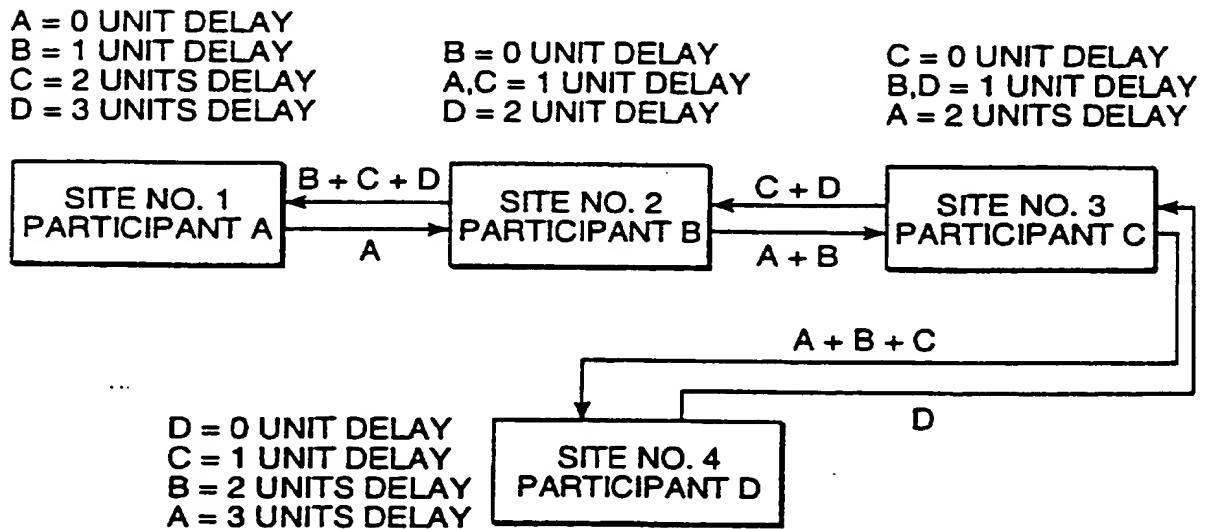 A = 0 UNIT DELAY
B = 1 UNIT DELAY
C = 2 UNITS DELAY
D = 3 UNITS DELAY
B = 0 UNIT DELAY
A,C = 1 UNIT DELAY
D = 2 UNIT DELAY
C = 0 UNIT DELAY
B,D = 1 UNIT DELAY
A = 2 UNITS DELAY
SITE NO. 1
PARTICIPANT A
B + C + D
A
SITE NO. 2
PARTICIPANT B
C + D
A + B
SITE NO. 3
PARTICIPANT C
A + B + C
D
D = 0 UNIT DELAY
C = 1 UNIT DELAY
B = 2 UNITS DELAY
A = 3 UNITS DELAY
SITE NO. 4
PARTICIPANT D